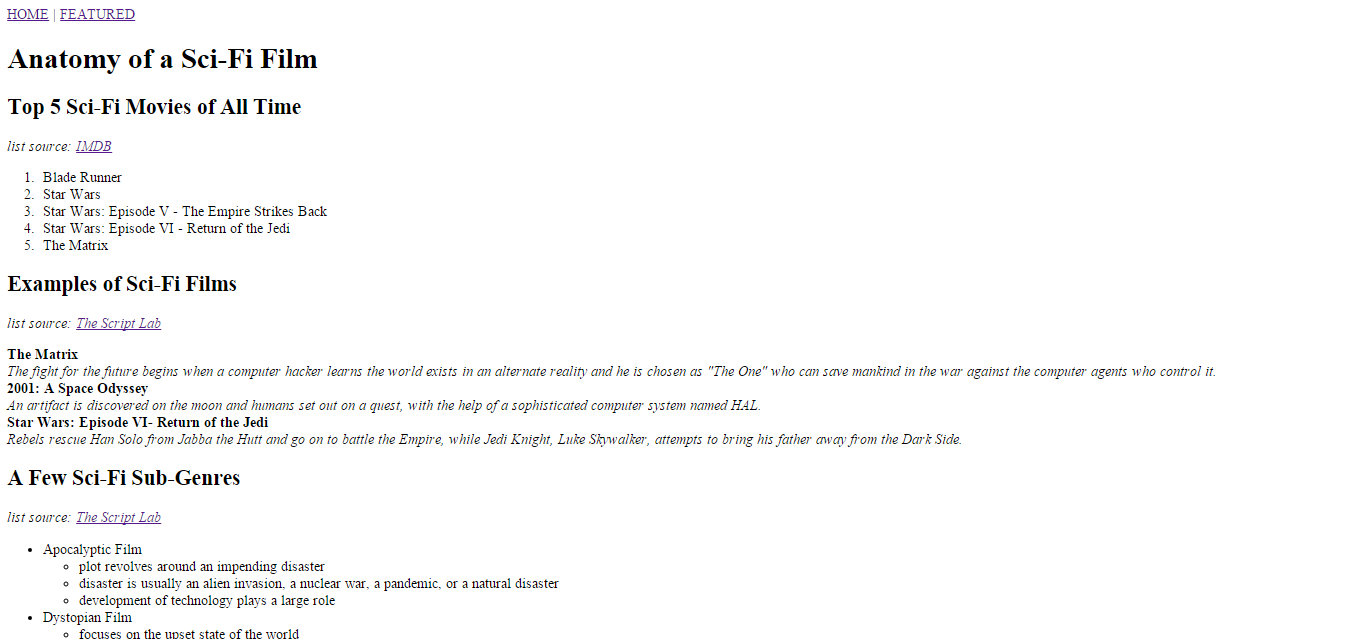 HOME | FEATURED
Anatomy of a Sci-Fi Film
Top 5 Sci-Fi Movies of All Time
list source: IMDB
1. Blade Runner
2. Star Wars
3. Star Wars: Episode V - The Empire Strikes Back
4. Star Wars: Episode VI - Return of the Jedi
5. The Matrix
Examples of Sci-Fi Films
list source: The Script Lab
The Matrix
The fight for the future begins when a computer hacker learns the world exists in an alternate reality and he is chosen as "The One" who can save mankind in the war against the computer agents who control it.
2001: A Space Odyssey
An artifact is discovered on the moon and humans set out on a quest, with the help of a sophisticated computer system named HAL.
Star Wars: Episode VI- Return of the Jedi
Rebels rescue Han Solo from Jabba the Hutt and go on to battle the Empire, while Jedi Knight, Luke Skywalker, attempts to bring his father away from the Dark Side.
A Few Sci-Fi Sub-Genres
list source: The Script Lab
• Apocalyptic Film
◦ plot revolves around an impending disaster
◦ disaster is usually an alien invasion, a nuclear war, a pandemic, or a natural disaster
◦ development of technology plays a large role
• Dystopian Film
◦ focuses on the upset state of the world